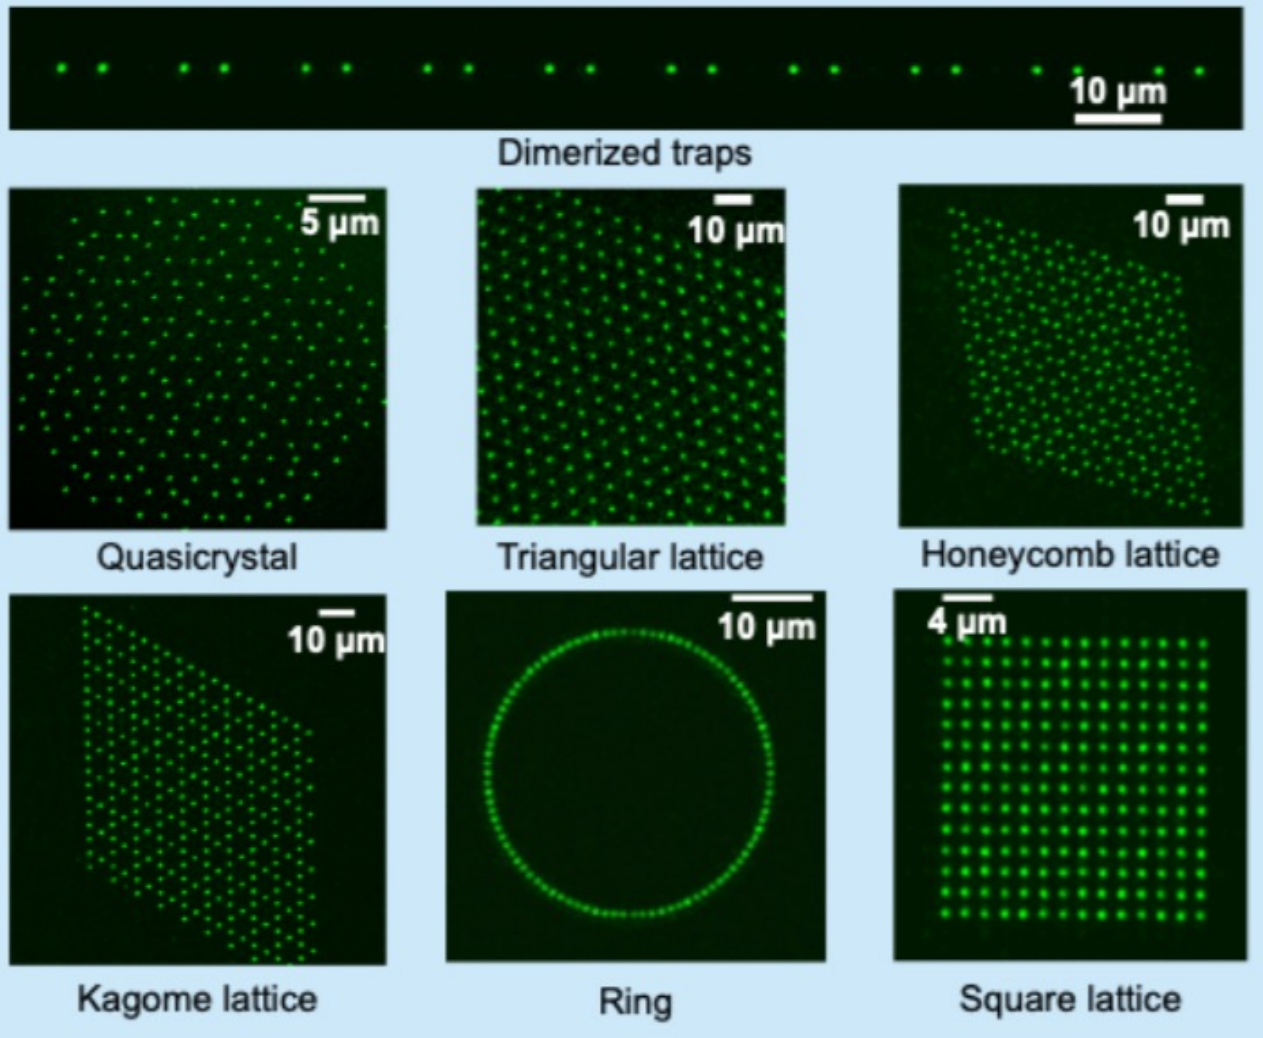 10 μm
Dimerized traps
5 μm
10 μm
10 μm
Quasicrystal
Triangular lattice
Honeycomb lattice
10 μm
10 μm
4 μm
Kagome lattice
Ring
Square lattice